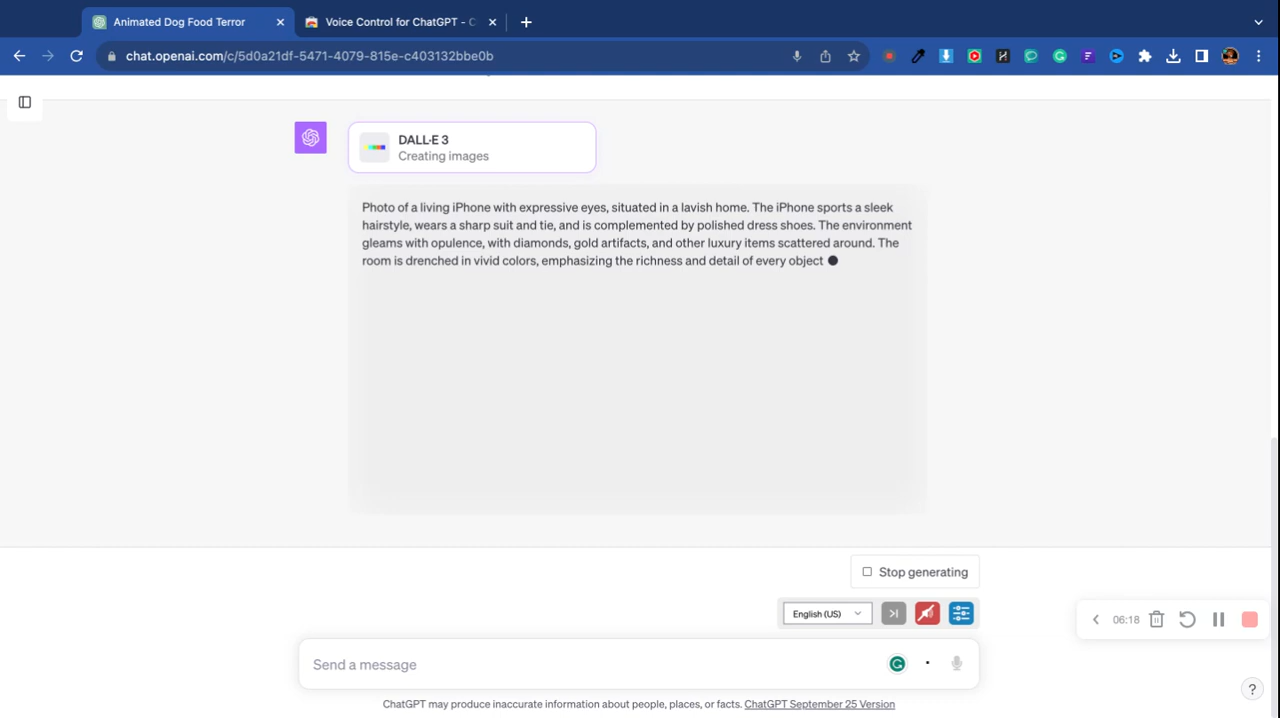 Animated Dog Food Terror
Voice Control for ChatGPT - C
chat.openai.com/c/5d0a21df-5471-4079-815e-c403132bbe0b
DALL·E 3
Creating images
Photo of a living iPhone with expressive eyes, situated in a lavish home. The iPhone sports a sleek
hairstyle, wears a sharp suit and tie, and is complemented by polished dress shoes. The environment
gleams with opulence, with diamonds, gold artifacts, and other luxury items scattered around. The
room is drenched in vivid colors, emphasizing the richness and detail of every object
Stop generating
English (US)
06:18
Send a message
ChatGPT may produce inaccurate information about people, places, or facts. ChatGPT September 25 Version
?